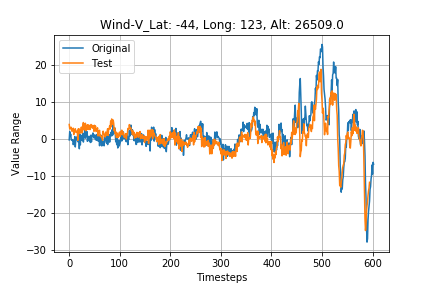 Wind-V_Lat: -44, Long: 123, Alt: 26509.0
Original
Test
Value Range
20
10
0
−10
−20
−30
0 100 200 300 400 500 600
Timesteps